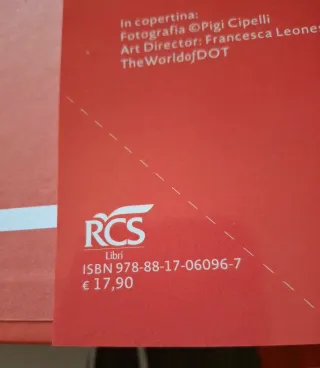 In copertina:
Fotografia ©Pigi Cipelli
Art Director: Francesca Leones
TheWorldofDOT
RCS
Libri
ISBN 978-88-17-06096-7
€ 17,90